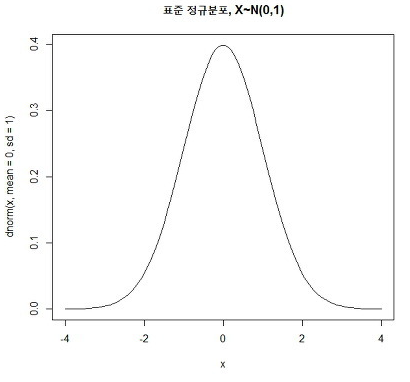 표준 정규분포, X~N(0,1)
dnorm(x, mean = 0, sd = 1)
0.4
0.3
0.2
0.1
0.0
-4 -2 0 2 4
x